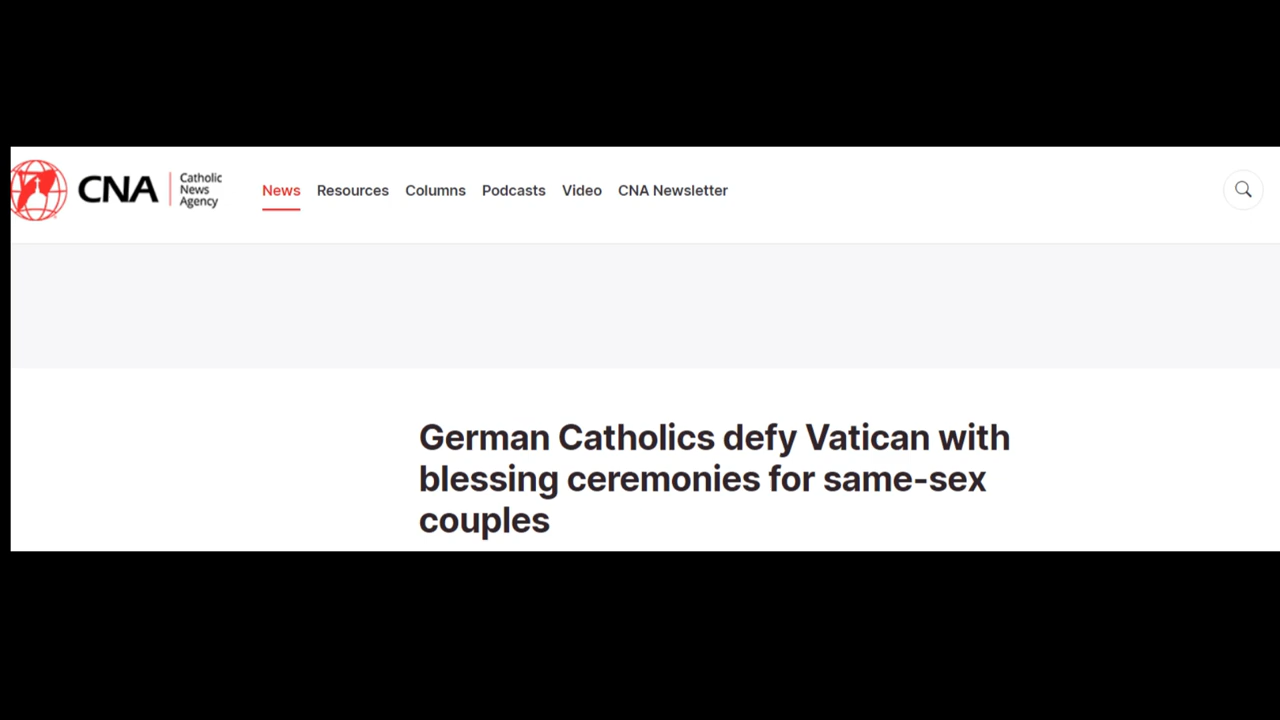 CNA
Catholic
News
Agency
News Resources Columns Podcasts Video CNA Newsletter
German Catholics defy Vatican with
blessing ceremonies for same-sex
couples